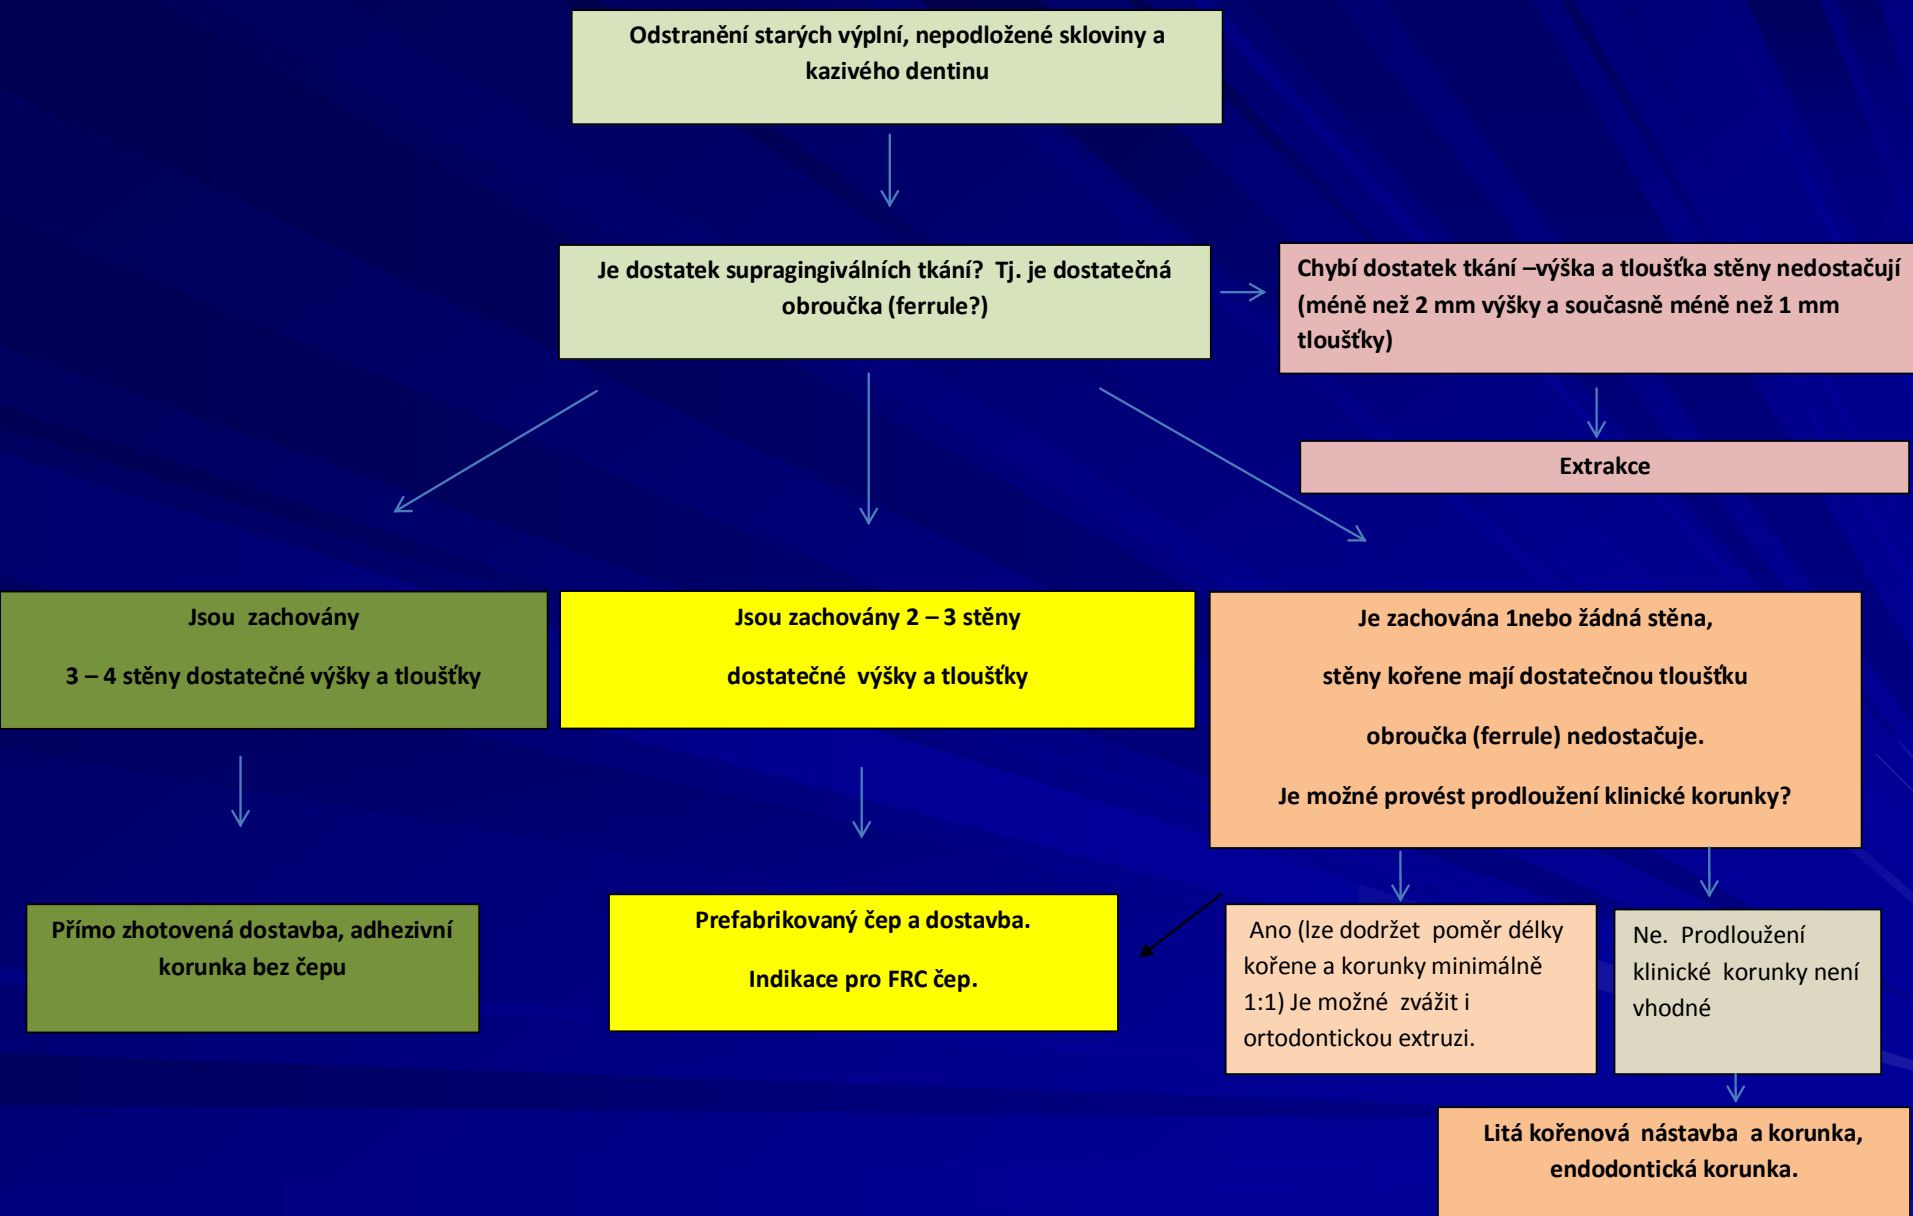 Odstranění starých výplní, nepodložené skloviny a
kazivého dentinu
Je dostatek supragingiválních tkání? Tj. je dostatečná
obroučka (ferrule?)
Chybí dostatek tkání –výška a tloušťka stěny nedostačují
(méně než 2 mm výšky a současně méně než 1 mm
tloušťky)
Extrakce
Jsou zachovány
3 – 4 stěny dostatečné výšky a tloušťky
Jsou zachovány 2 – 3 stěny
dostatečné výšky a tloušťky
Je zachována 1nebo žádná stěna,
stěny kořene mají dostatečnou tloušťku
obroučka (ferrule) nedostačuje.
Je možné provést prodloužení klinické korunky?
Přímo zhotovená dostavba, adhezivní
korunka bez čepu
Prefabrikovaný čep a dostavba.
Indikace pro FRC čep.
Ano (lze dodržet poměr délky
kořene a korunky minimálně
1:1) Je možné zvážit i
ortodontickou extruzi.
Ne. Prodloužení
klinické korunky není
vhodné
Litá kořenová nástavba a korunka,
endodontická korunka.